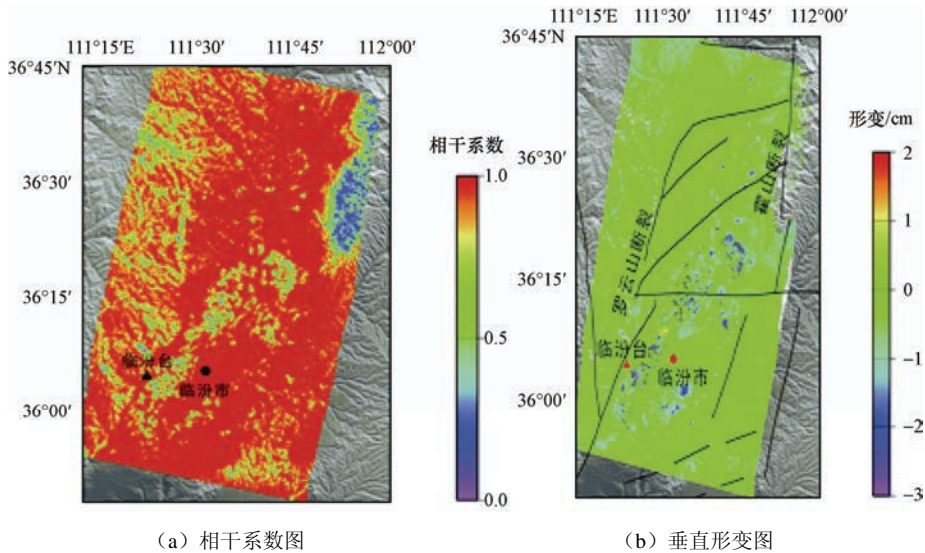 111°15′E 111°30′ 111°45′ 112°00′
36°45′N
36°30′
36°15′
36°00′
临汾台
临汾市
相干系数
1.0
0.5
0.0
(a) 相干系数图
111°15′E 111°30′ 112°00′
36°45′N
36°30′
36°15′
36°00′
罗云山断裂
霍山断裂
临汾台
临汾市
形变/cm
2
1
0
−1
−2
−3
(b) 垂直形变图